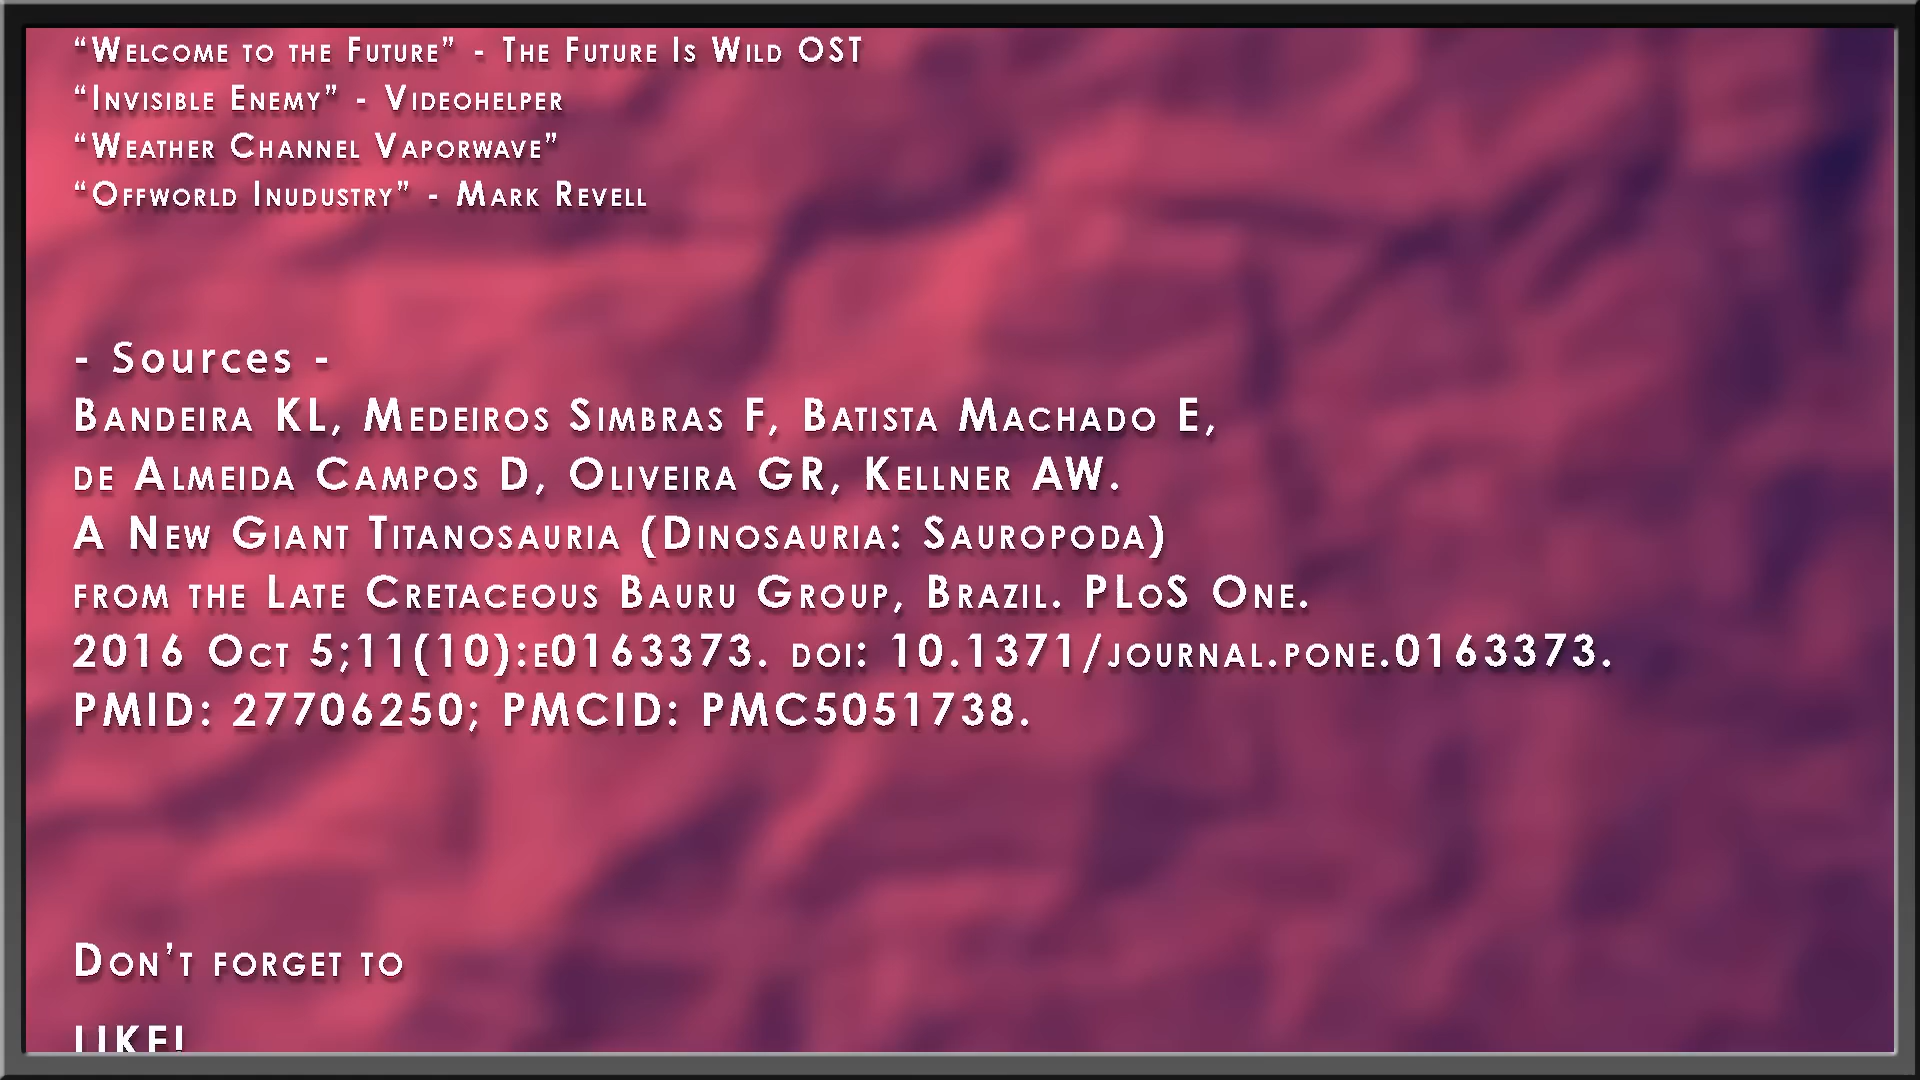 “Welcome to the Future” - The Future Is Wild OST
“Invisible Enemy” - Videohelper
“Weather Channel Vaporwave”
“Offworld Inudustry” - Mark Revell
- Sources -
Bandeira KL, Medeiros Simbras F, Batista Machado E,
de Almeida Campos D, Oliveira GR, Kellner AW.
A New Giant Titanosauria (Dinosauria: Sauropoda)
from the Late Cretaceous Bauru Group, Brazil. PLoS One.
2016 Oct 5;11(10):e0163373. doi: 10.1371/journal.pone.0163373.
PMID: 27706250; PMCID: PMC5051738.
Don’t forget to
LIKE!